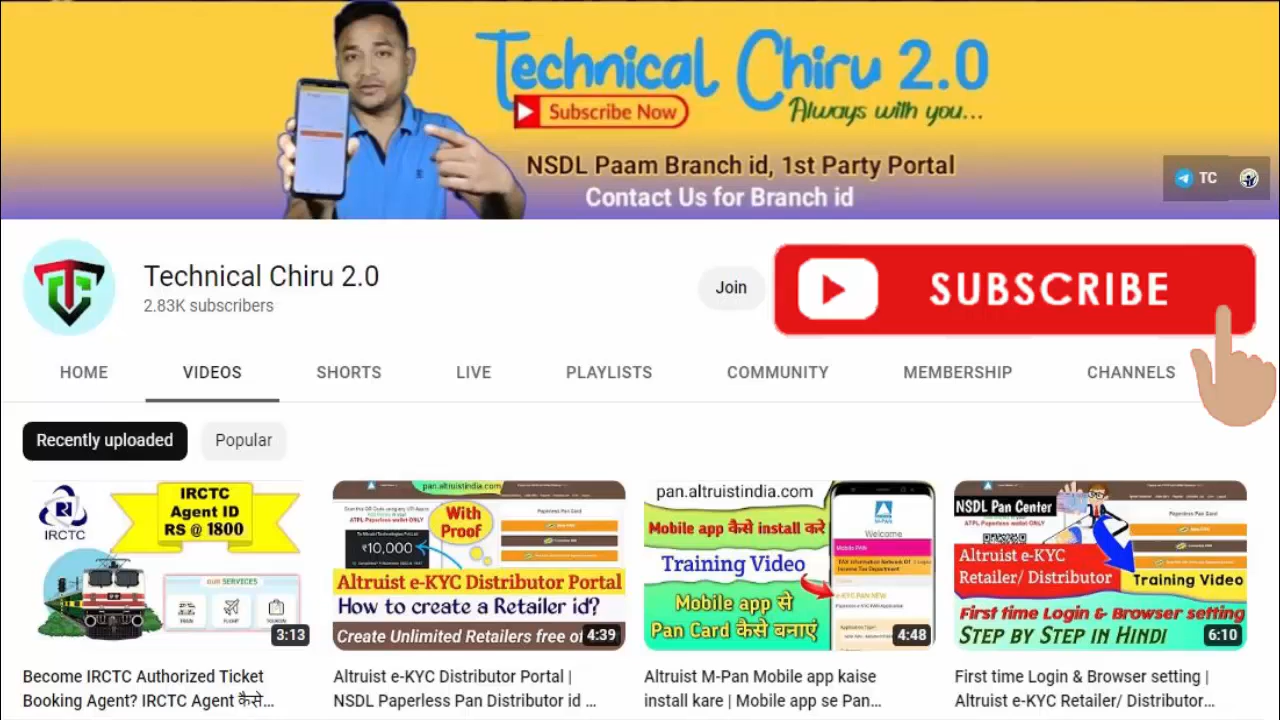 Technical Chiru 2.0
Subscribe Now
Always with you...
NSDL Paam Branch id, 1st Party Portal
Contact Us for Branch id
TC
Technical Chiru 2.0
2.83K subscribers
Join
SUBSCRIBE
HOME VIDEOS SHORTS LIVE PLAYLISTS COMMUNITY MEMBERSHIP CHANNELS
Recently uploaded Popular
IRCTC
IRCTC
Agent ID
RS @ 1800
OUR SERVICES
3:13
pan.altruistindia.com
With
Proof
₹10,000
Altruist e-KYC Distributor Portal
How to create a Retailer id?
Create Unlimited Retailers free of
4:39
pan.altruistindia.com
Mobile app कैसे install करे
Training Video
Mobile app से
Pan Card कैसे बनाएं
Welcome
Mobile PAN
e-KYC PAN NEW
4:48
NSDL Pan Center
Altruist e-KYC
Retailer/ Distributor
Training Video
First time Login & Browser setting
STEP BY STEP IN HINDI
6:10
Become IRCTC Authorized Ticket
Booking Agent? IRCTC Agent कैसे...
Altruist e-KYC Distributor Portal |
NSDL Paperless Pan Distributor id ...
Altruist M-Pan Mobile app kaise
install kare | Mobile app se Pan...
First time Login & Browser setting |
Altruist e-KYC Retailer/ Distributor...